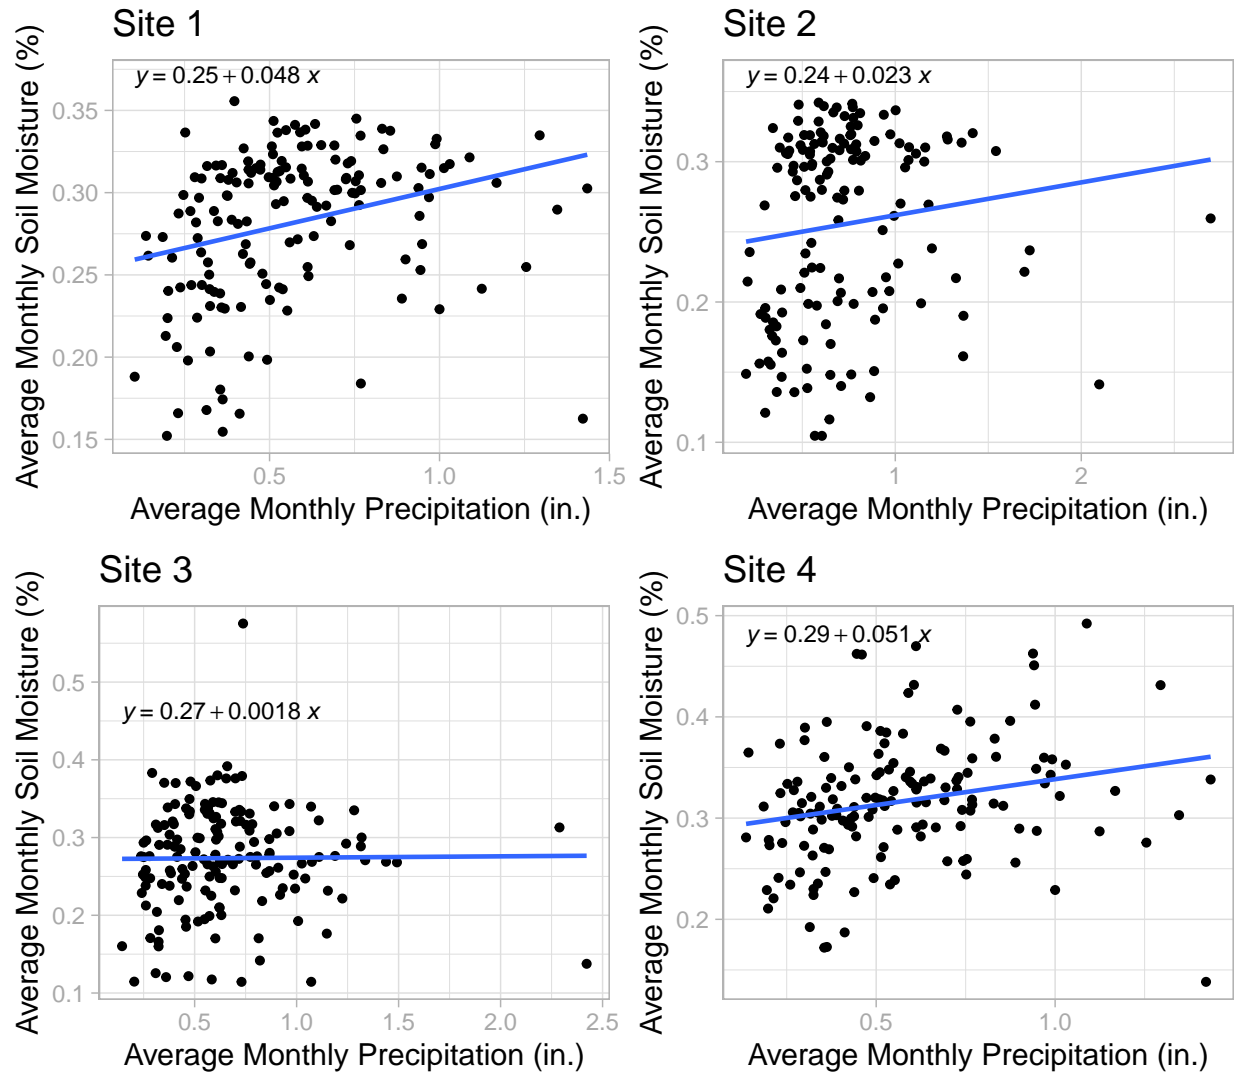 Site 1
Average Monthly Soil Moisture (%)
y = 0.25 + 0.048 x
0.35
0.30
0.25
0.20
0.15
0.5
1.0
1.5
Average Monthly Precipitation (in.)
Site 2
Average Monthly Soil Moisture (%)
y = 0.24 + 0.023 x
0.3
0.2
0.1
1
2
Average Monthly Precipitation (in.)
Site 3
Average Monthly Soil Moisture (%)
y = 0.27 + 0.0018 x
0.5
0.4
0.3
0.2
0.1
0.5
1.0
1.5
2.0
2.5
Average Monthly Precipitation (in.)
Site 4
Average Monthly Soil Moisture (%)
y = 0.29 + 0.051 x
0.5
0.4
0.3
0.2
0.5
1.0
Average Monthly Precipitation (in.)